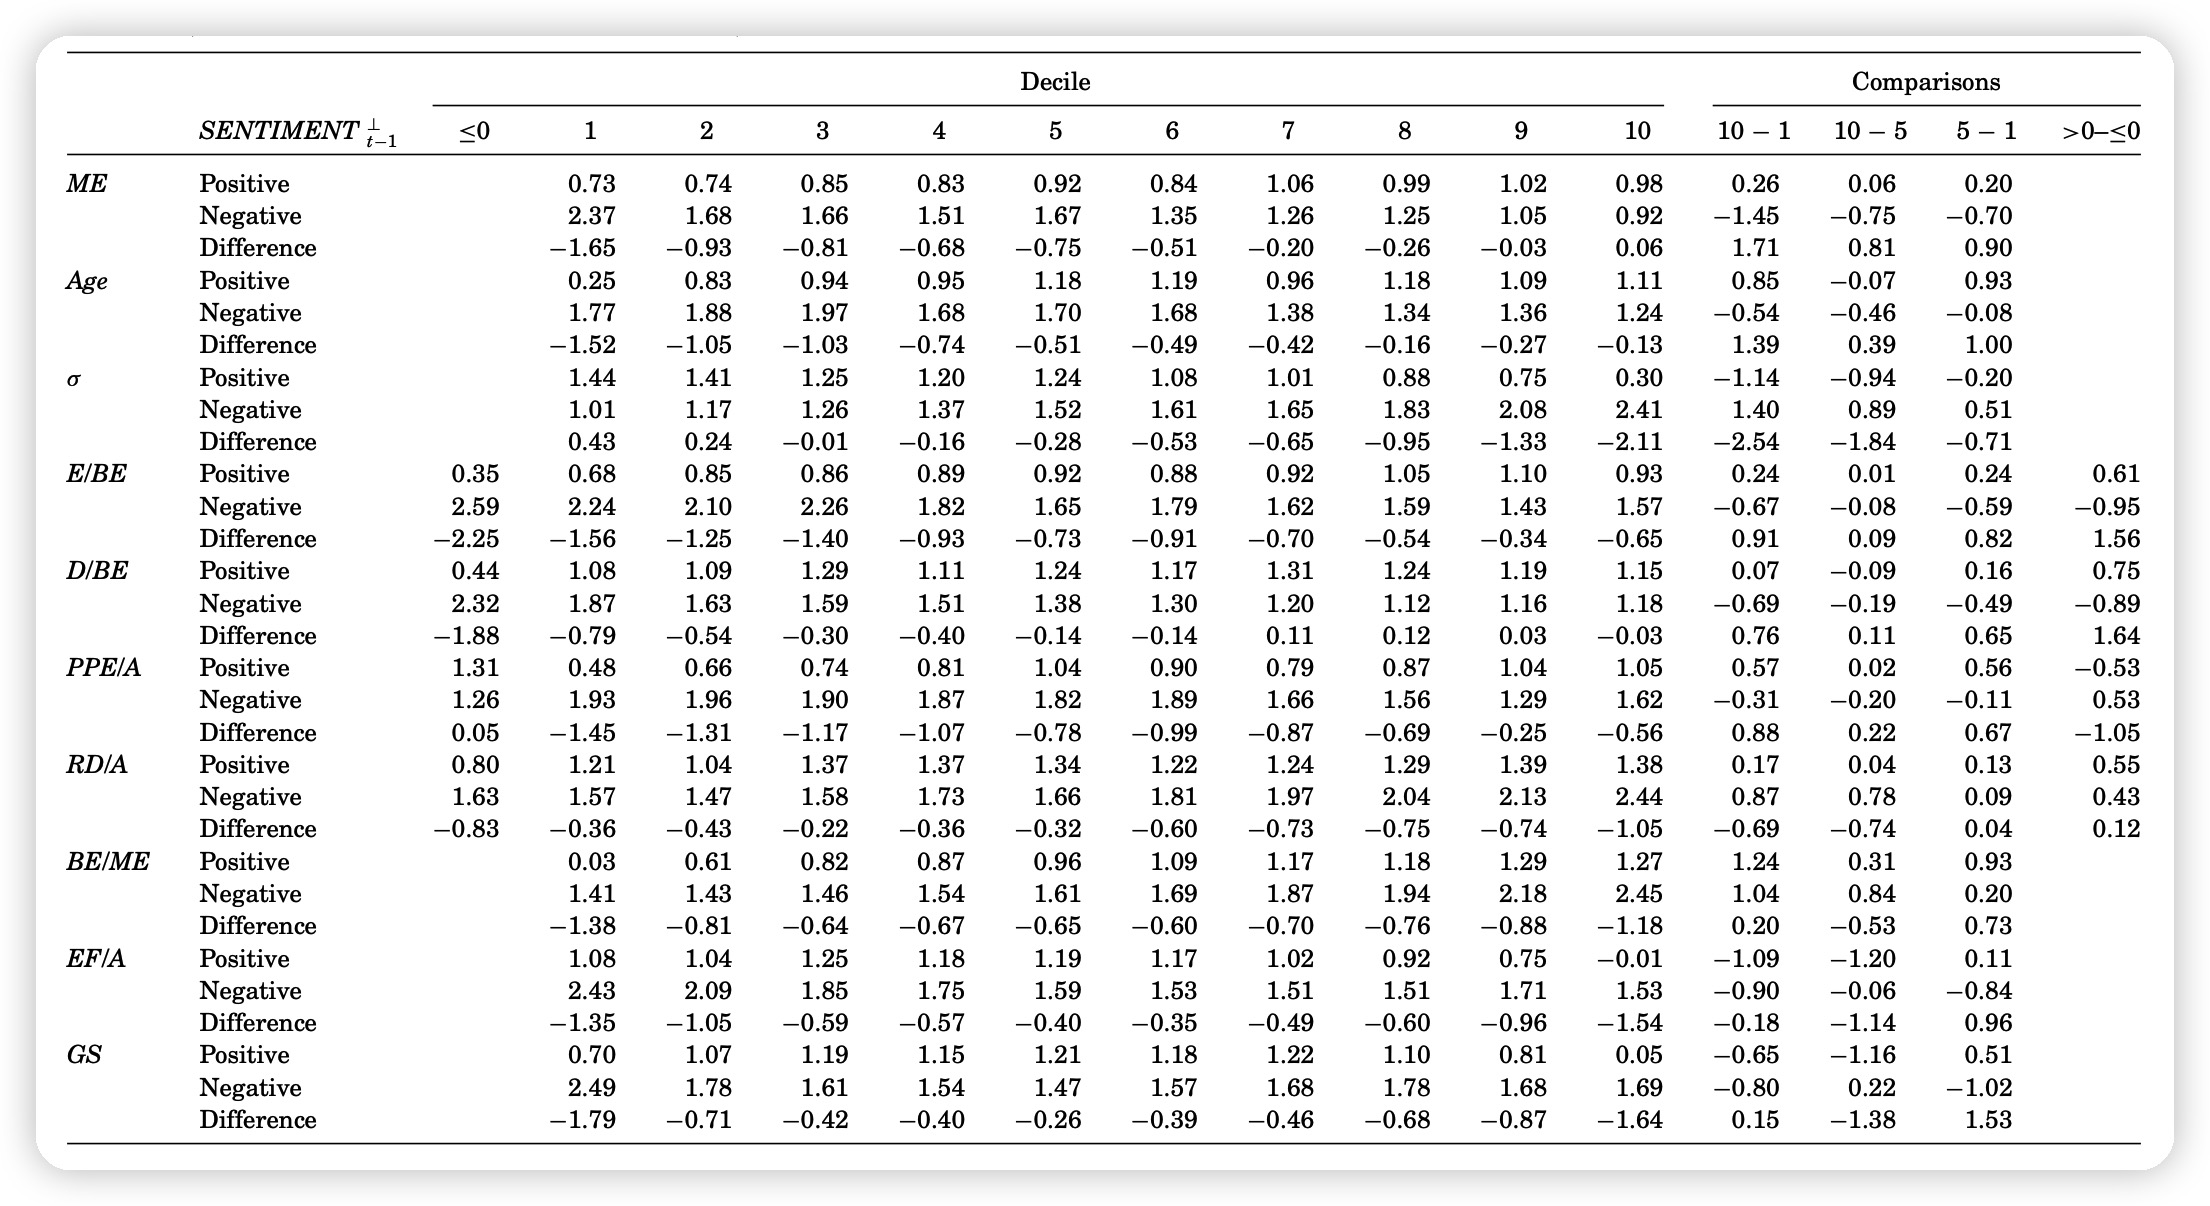 Decile Comparisons
SENTIMENT ⊥ t−1 ≤0 1 2 3 4 5 6 7 8 9 10 10 − 1 10 − 5 5 − 1 >0–≤0
ME Positive 0.73 0.74 0.85 0.83 0.92 0.84 1.06 0.99 1.02 0.98 0.26 0.06 0.20
Negative 2.37 1.68 1.66 1.51 1.67 1.35 1.26 1.25 1.05 0.92 −1.45 −0.75 −0.70
Difference −1.65 −0.93 −0.81 −0.68 −0.75 −0.51 −0.20 −0.26 −0.03 0.06 1.71 0.81 0.90
Age Positive 0.25 0.83 0.94 0.95 1.18 1.19 0.96 1.18 1.09 1.11 0.85 −0.07 0.93
Negative 1.77 1.88 1.97 1.68 1.70 1.68 1.38 1.34 1.36 1.24 −0.54 −0.46 −0.08
Difference −1.52 −1.05 −1.03 −0.74 −0.51 −0.49 −0.42 −0.16 −0.27 −0.13 1.39 0.39 1.00
σ Positive 1.44 1.41 1.25 1.20 1.24 1.08 1.01 0.88 0.75 0.30 −1.14 −0.94 −0.20
Negative 1.01 1.17 1.26 1.37 1.52 1.61 1.65 1.83 2.08 2.41 1.40 0.89 0.51
Difference 0.43 0.24 −0.01 −0.16 −0.28 −0.53 −0.65 −0.95 −1.33 −2.11 −2.54 −1.84 −0.71
E/BE Positive 0.35 0.68 0.85 0.86 0.89 0.92 0.88 0.92 1.05 1.10 0.93 0.24 0.01 0.24 0.61
Negative 2.59 2.24 2.10 2.26 1.82 1.65 1.79 1.62 1.59 1.43 1.57 −0.67 −0.08 −0.59 −0.95
Difference −2.25 −1.56 −1.25 −1.40 −0.93 −0.73 −0.91 −0.70 −0.54 −0.34 −0.65 0.91 0.09 0.82 1.56
D/BE Positive 0.44 1.08 1.09 1.29 1.11 1.24 1.17 1.31 1.24 1.19 1.15 0.07 −0.09 0.16 0.75
Negative 2.32 1.87 1.63 1.59 1.51 1.38 1.30 1.20 1.12 1.16 1.18 −0.69 −0.19 −0.49 −0.89
Difference −1.88 −0.79 −0.54 −0.30 −0.40 −0.14 −0.14 0.11 0.12 0.03 −0.03 0.76 0.11 0.65 1.64
PPE/A Positive 1.31 0.48 0.66 0.74 0.81 1.04 0.90 0.79 0.87 1.04 1.05 0.57 0.02 0.56 −0.53
Negative 1.26 1.93 1.96 1.90 1.87 1.82 1.89 1.66 1.56 1.29 1.62 −0.31 −0.20 −0.11 0.53
Difference 0.05 −1.45 −1.31 −1.17 −1.07 −0.78 −0.99 −0.87 −0.69 −0.25 −0.56 0.88 0.22 0.67 −1.05
RD/A Positive 0.80 1.21 1.04 1.37 1.37 1.34 1.22 1.24 1.29 1.39 1.38 0.17 0.04 0.13 0.55
Negative 1.63 1.57 1.47 1.58 1.73 1.66 1.81 1.97 2.04 2.13 2.44 0.87 0.78 0.09 0.43
Difference −0.83 −0.36 −0.43 −0.22 −0.36 −0.32 −0.60 −0.73 −0.75 −0.74 −1.05 −0.69 −0.74 0.04 0.12
BE/ME Positive 0.03 0.61 0.82 0.87 0.96 1.09 1.17 1.18 1.29 1.27 1.24 0.31 0.93
Negative 1.41 1.43 1.46 1.54 1.61 1.69 1.87 1.94 2.18 2.45 1.04 0.84 0.20
Difference −1.38 −0.81 −0.64 −0.67 −0.65 −0.60 −0.70 −0.76 −0.88 −1.18 0.20 −0.53 0.73
EF/A Positive 1.08 1.04 1.25 1.18 1.19 1.17 1.02 0.92 0.75 −0.01 −1.09 −1.20 0.11
Negative 2.43 2.09 1.85 1.75 1.59 1.53 1.51 1.51 1.71 1.53 −0.90 −0.06 −0.84
Difference −1.35 −1.05 −0.59 −0.57 −0.40 −0.35 −0.49 −0.60 −0.96 −1.54 −0.18 −1.14 0.96
GS Positive 0.70 1.07 1.19 1.15 1.21 1.18 1.22 1.10 0.81 0.05 −0.65 −1.16 0.51
Negative 2.49 1.78 1.61 1.54 1.47 1.57 1.68 1.78 1.68 1.69 −0.80 0.22 −1.02
Difference −1.79 −0.71 −0.42 −0.40 −0.26 −0.39 −0.46 −0.68 −0.87 −1.64 0.15 −1.38 1.53